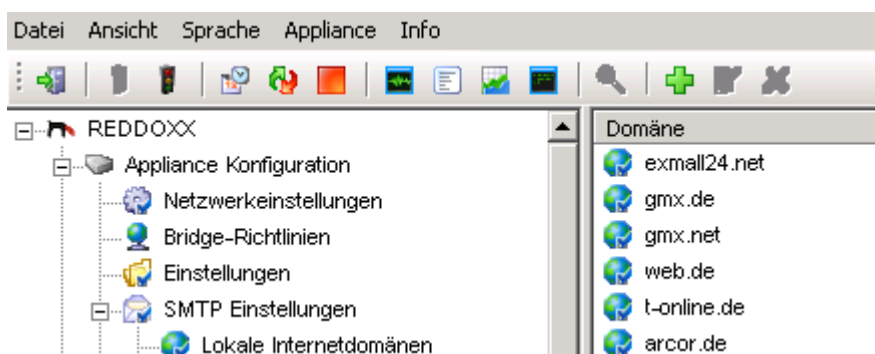 Datei Ansicht Sprache Appliance Info
REDDOXX
Appliance Konfiguration
Netzwerkeinstellungen
Bridge-Richtlinien
Einstellungen
SMTP Einstellungen
Lokale Internetdomänen
Domäne
exmall24.net
gmx.de
gmx.net
web.de
t-online.de
arcor.de